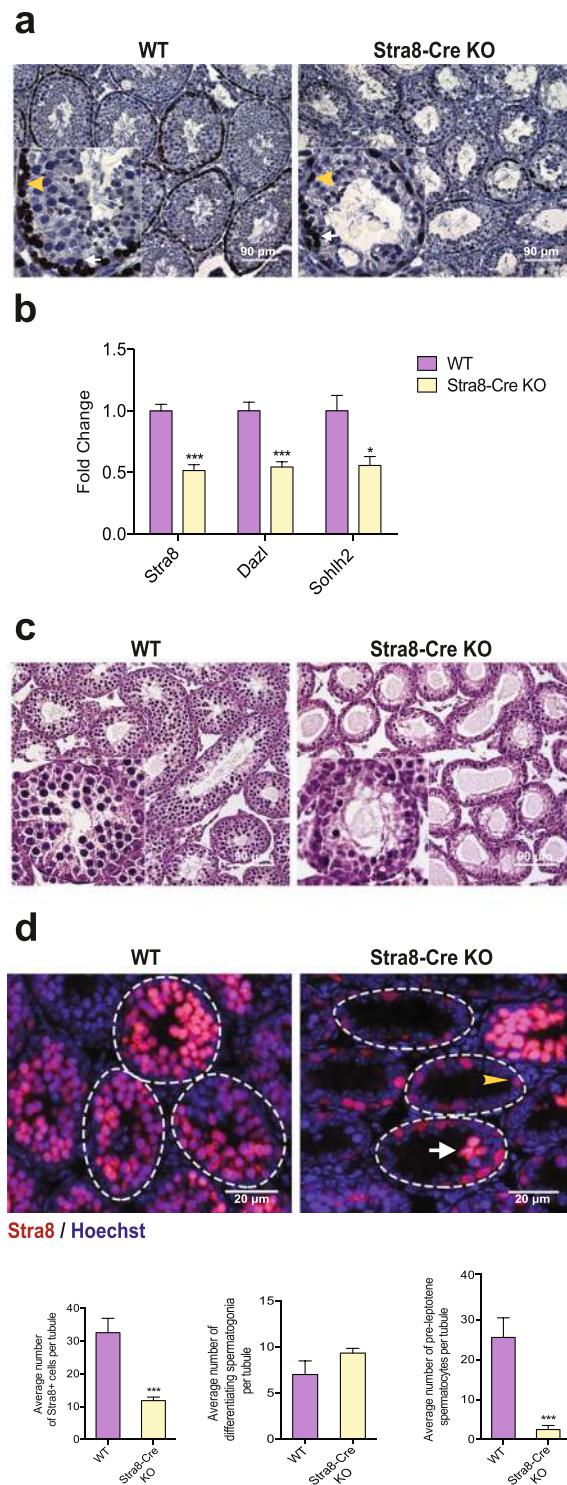 a
WT
Stra8-Cre KO
90 µm
90 µm
b
1.5
1.0
0.5
0.0
Fold Change
***
***
*
Stra8
Dazl
Sohlh2
WT
Stra8-Cre KO
c
WT
Stra8-Cre KO
90 µm
90 µm
d
WT
Stra8-Cre KO
20 µm
20 µm
Stra8 / Hoechst
Average number
of Stra8+ cells per tubule
40
30
20
10
0
***
WT
Stra8-Cre
KO
Average number of
differentiating spermatogonia
per tubule
15
10
5
0
WT
Stra8-Cre
KO
Average number of pre-leptotene
spermatocytes per tubule
40
30
20
10
0
***
WT
Stra8-Cre
KO